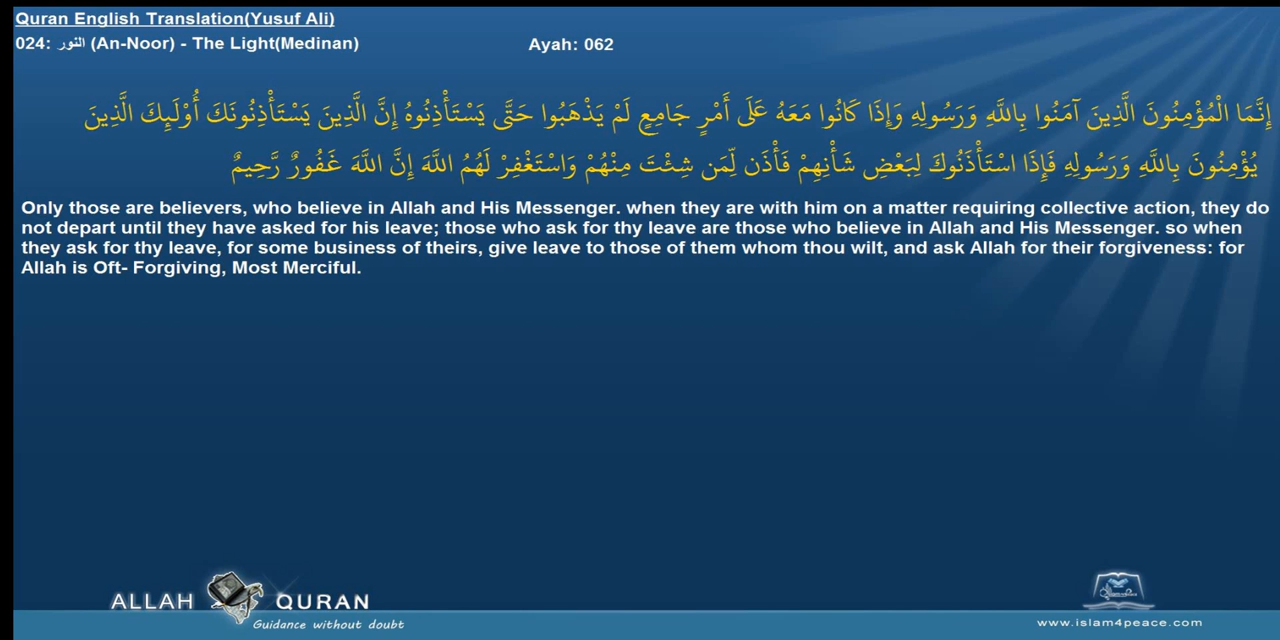 Quran English Translation(Yusuf Ali)
024: النور (An-Noor) - The Light(Medinan) Ayah: 062
إِنَّمَا الْمُؤْمِنُونَ الَّذِينَ آمَنُوا بِاللَّهِ وَرَسُولِهِ وَإِذَا كَانُوا مَعَهُ عَلَى أَمْرٍ جَامِعٍ لَمْ يَذْهَبُوا حَتَّى يَسْتَأْذِنُوهُ إِنَّ الَّذِينَ يَسْتَأْذِنُونَكَ أُوْلَئِكَ الَّذِينَ
يُؤْمِنُونَ بِاللَّهِ وَرَسُولِهِ فَإِذَا اسْتَأْذَنُوكَ لِبَعْضِ شَأْنِهِمْ فَأْذَن لِّمَن شِئْتَ مِنْهُمْ وَاسْتَغْفِرْ لَهُمُ اللَّهَ إِنَّ اللَّهَ غَفُورٌ رَّحِيمٌ
Only those are believers, who believe in Allah and His Messenger. when they are with him on a matter requiring collective action, they do
not depart until they have asked for his leave; those who ask for thy leave are those who believe in Allah and His Messenger. so when
they ask for thy leave, for some business of theirs, give leave to those of them whom thou wilt, and ask Allah for their forgiveness: for
Allah is Oft- Forgiving, Most Merciful.
ALLAH QURAN
Guidance without doubt
www.islam4peace.com